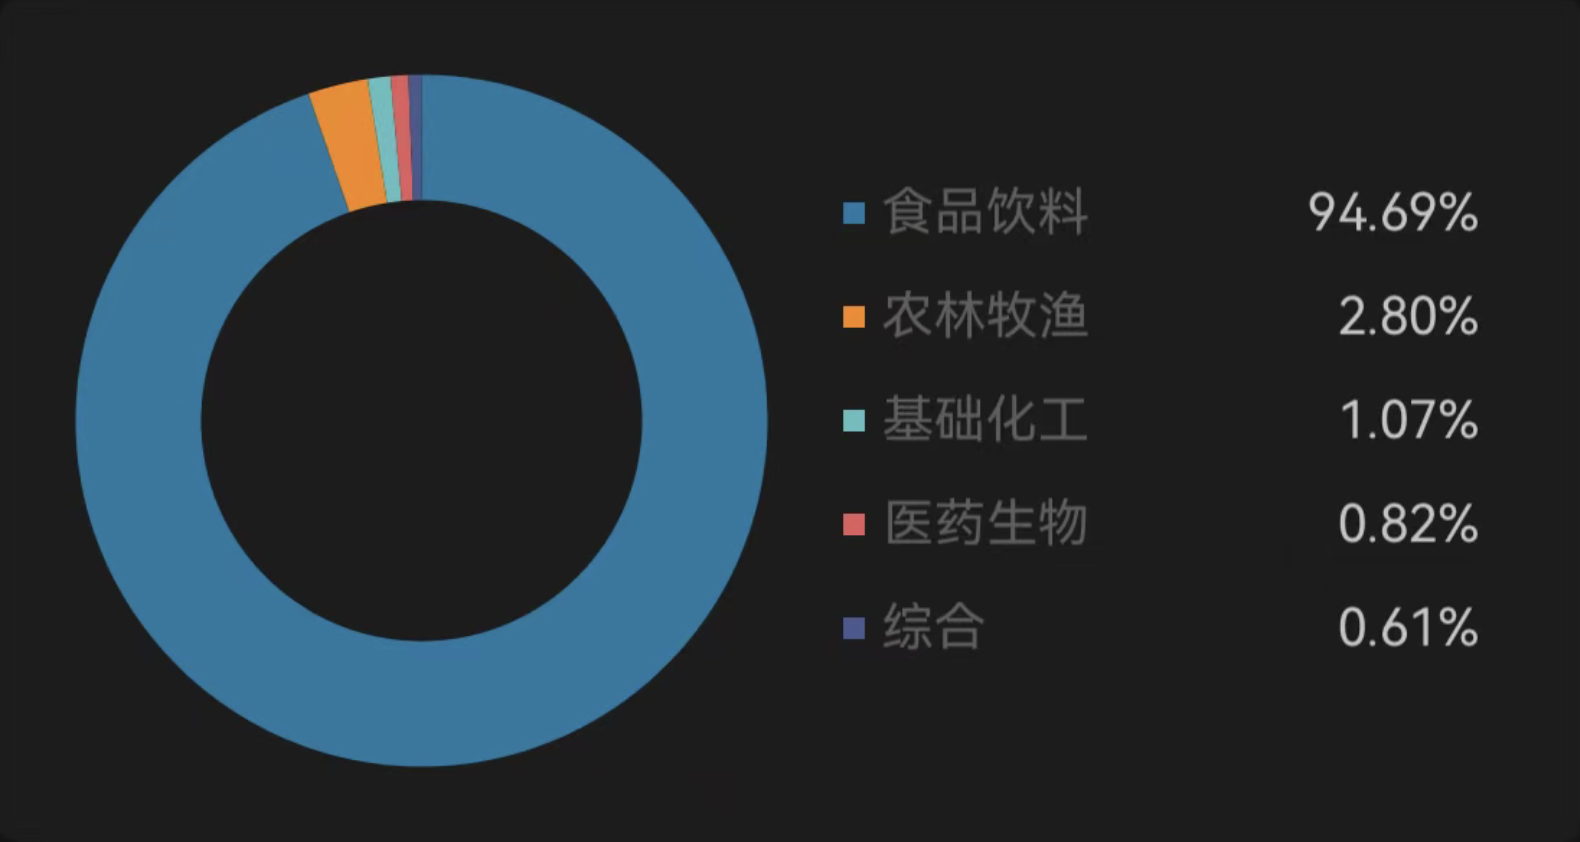 食品饮料 94.69%
农林牧渔 2.80%
基础化工 1.07%
医药生物 0.82%
综合 0.61%